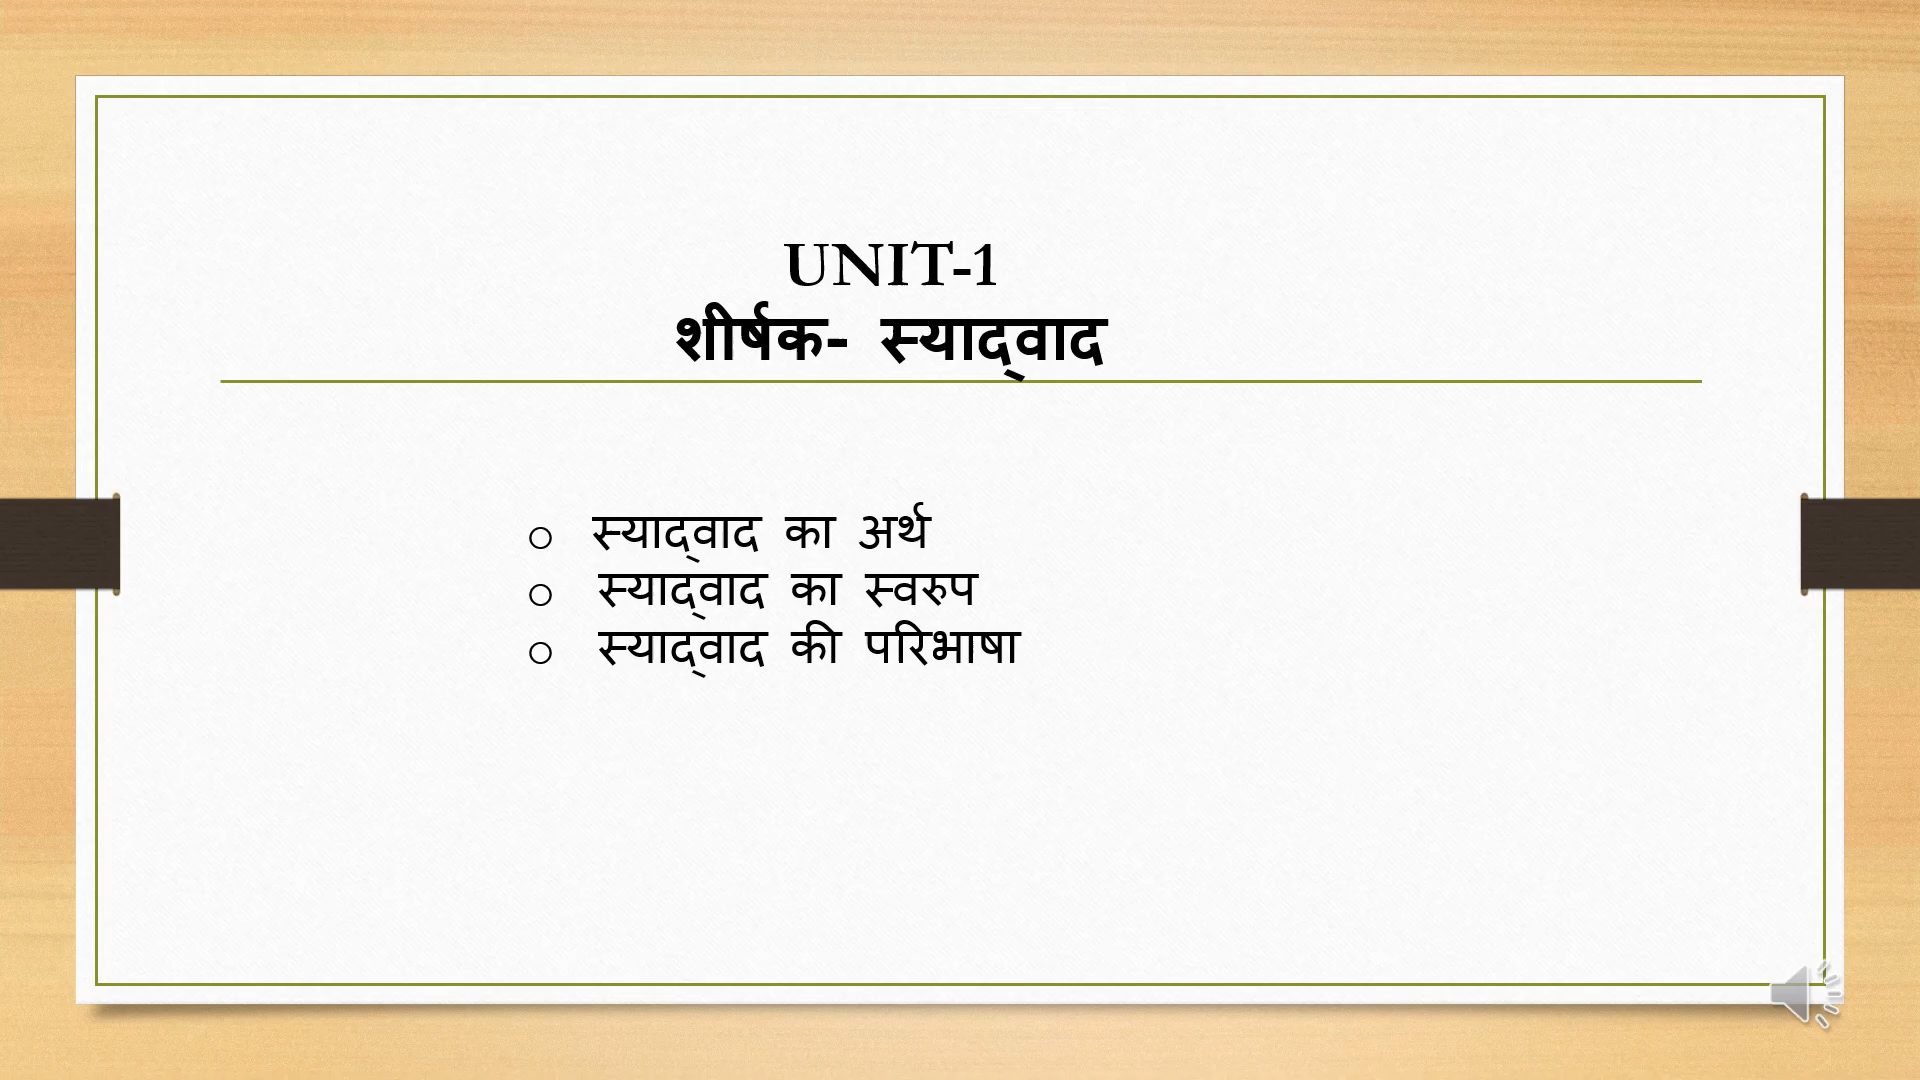 UNIT-1
शीर्षक- स्याद्‌वाद
o स्याद्‌वाद का अर्थ
o स्याद्‌वाद का स्वरुप
o स्याद्‌वाद की परिभाषा